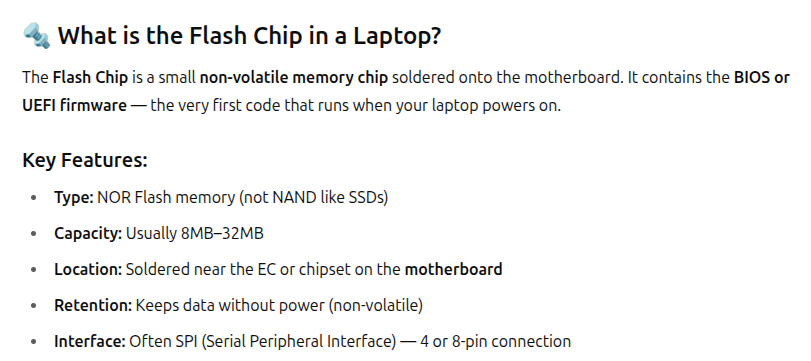 🔩 What is the Flash Chip in a Laptop?
The Flash Chip is a small non-volatile memory chip soldered onto the motherboard. It contains the BIOS or
UEFI firmware — the very first code that runs when your laptop powers on.
Key Features:
• Type: NOR Flash memory (not NAND like SSDs)
• Capacity: Usually 8MB–32MB
• Location: Soldered near the EC or chipset on the motherboard
• Retention: Keeps data without power (non-volatile)
• Interface: Often SPI (Serial Peripheral Interface) — 4 or 8-pin connection